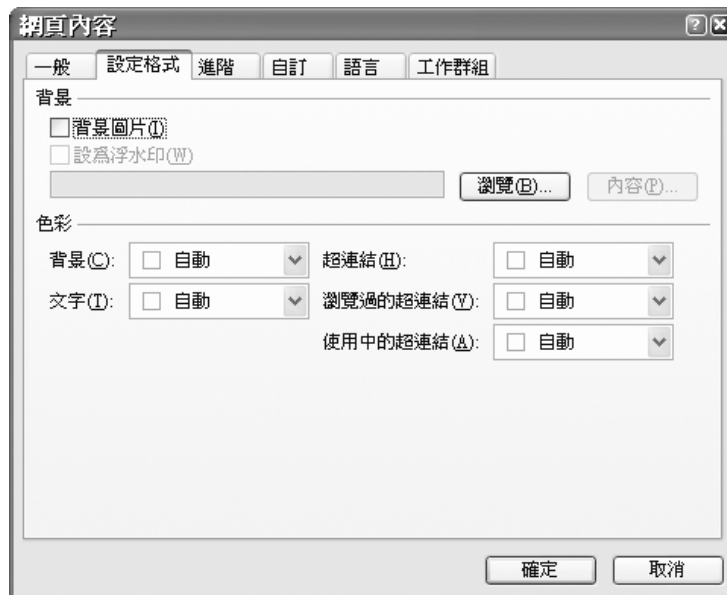 網頁內容
一般 設定格式 進階 自訂 語言 工作群組
背景
背景圖片(I)
設為浮水印(W)
瀏覽(B)... 內容(P)...
色彩
背景(C): 自動 超連結(H): 自動
文字(T): 自動 瀏覽過的超連結(V): 自動
使用中的超連結(A): 自動
確定 取消